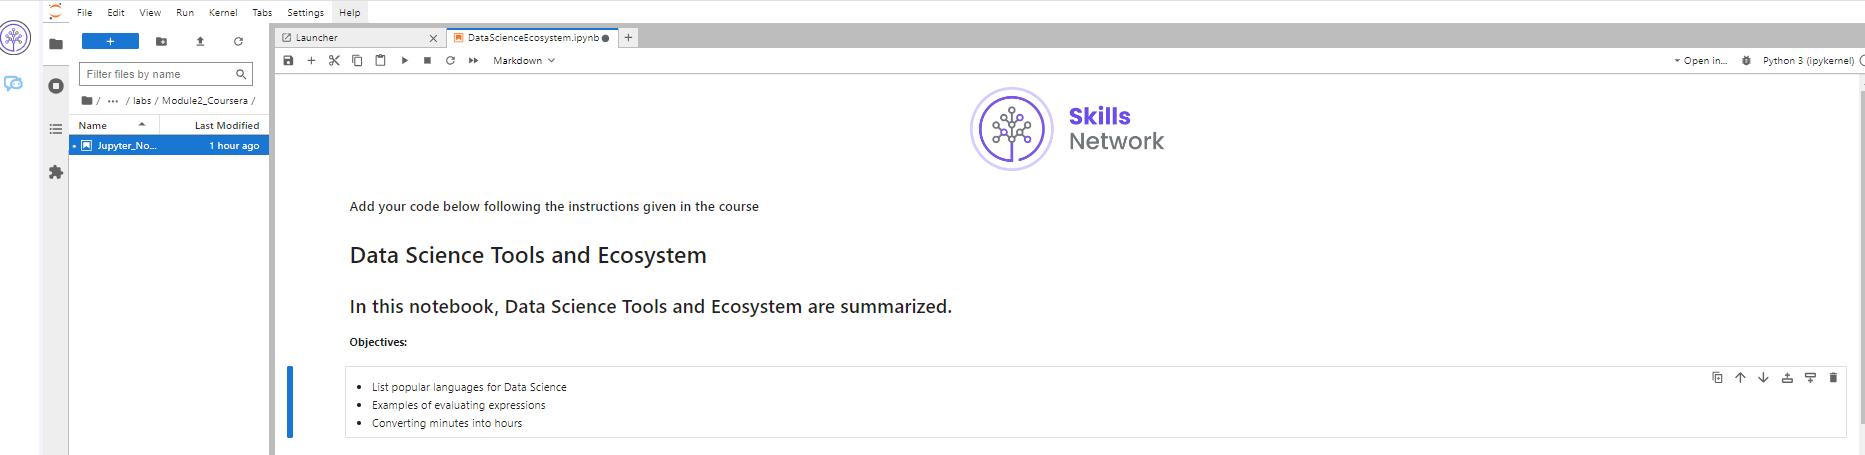 File Edit View Run Kernel Tabs Settings Help
Launcher
DataScienceEcosystem.ipynb
Markdown
Open in...
Python 3 (ipykernel)
Filter files by name
/ ··· / labs / Module2_Coursera /
Name Last Modified
Jupyter_No... 1 hour ago
Skills
Network
Add your code below following the instructions given in the course
Data Science Tools and Ecosystem
In this notebook, Data Science Tools and Ecosystem are summarized.
Objectives:
• List popular languages for Data Science
• Examples of evaluating expressions
• Converting minutes into hours